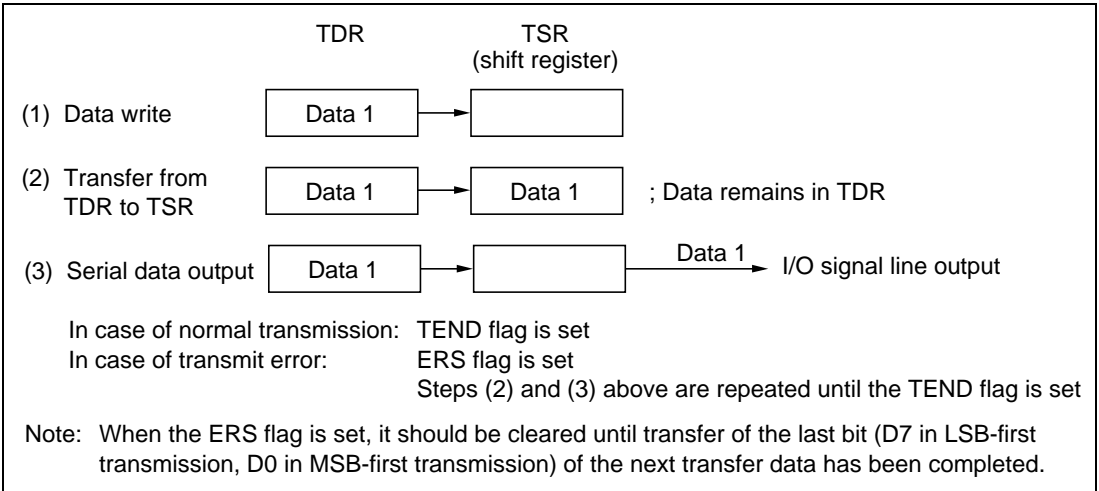 TDR TSR
(shift register)
(1) Data write Data 1
(2) Transfer from
TDR to TSR Data 1 Data 1 ; Data remains in TDR
(3) Serial data output Data 1 Data 1 I/O signal line output
In case of normal transmission: TEND flag is set
In case of transmit error: ERS flag is set
Steps (2) and (3) above are repeated until the TEND flag is set
Note: When the ERS flag is set, it should be cleared until transfer of the last bit (D7 in LSB-first
transmission, D0 in MSB-first transmission) of the next transfer data has been completed.